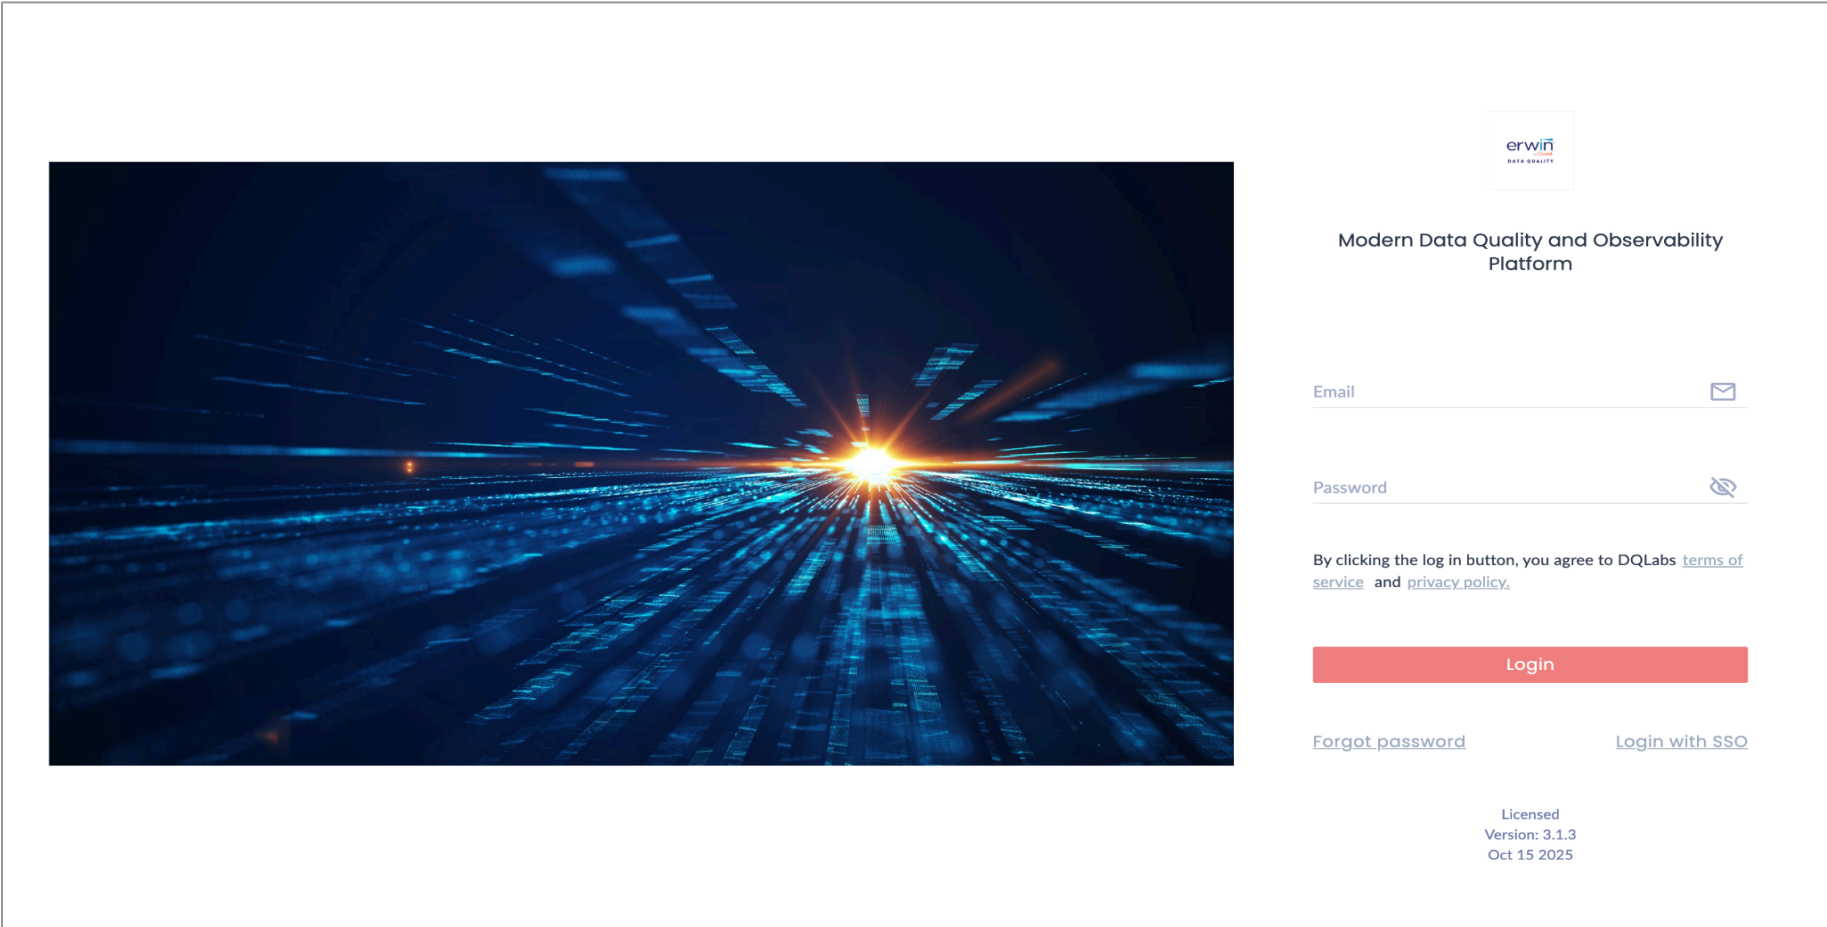 erwin
by Quest
DATA QUALITY
Modern Data Quality and Observability
Platform
Email
Password
By clicking the log in button, you agree to DQLabs terms of
service and privacy policy.
Login
Forgot password
Login with SSO
Licensed
Version: 3.1.3
Oct 15 2025